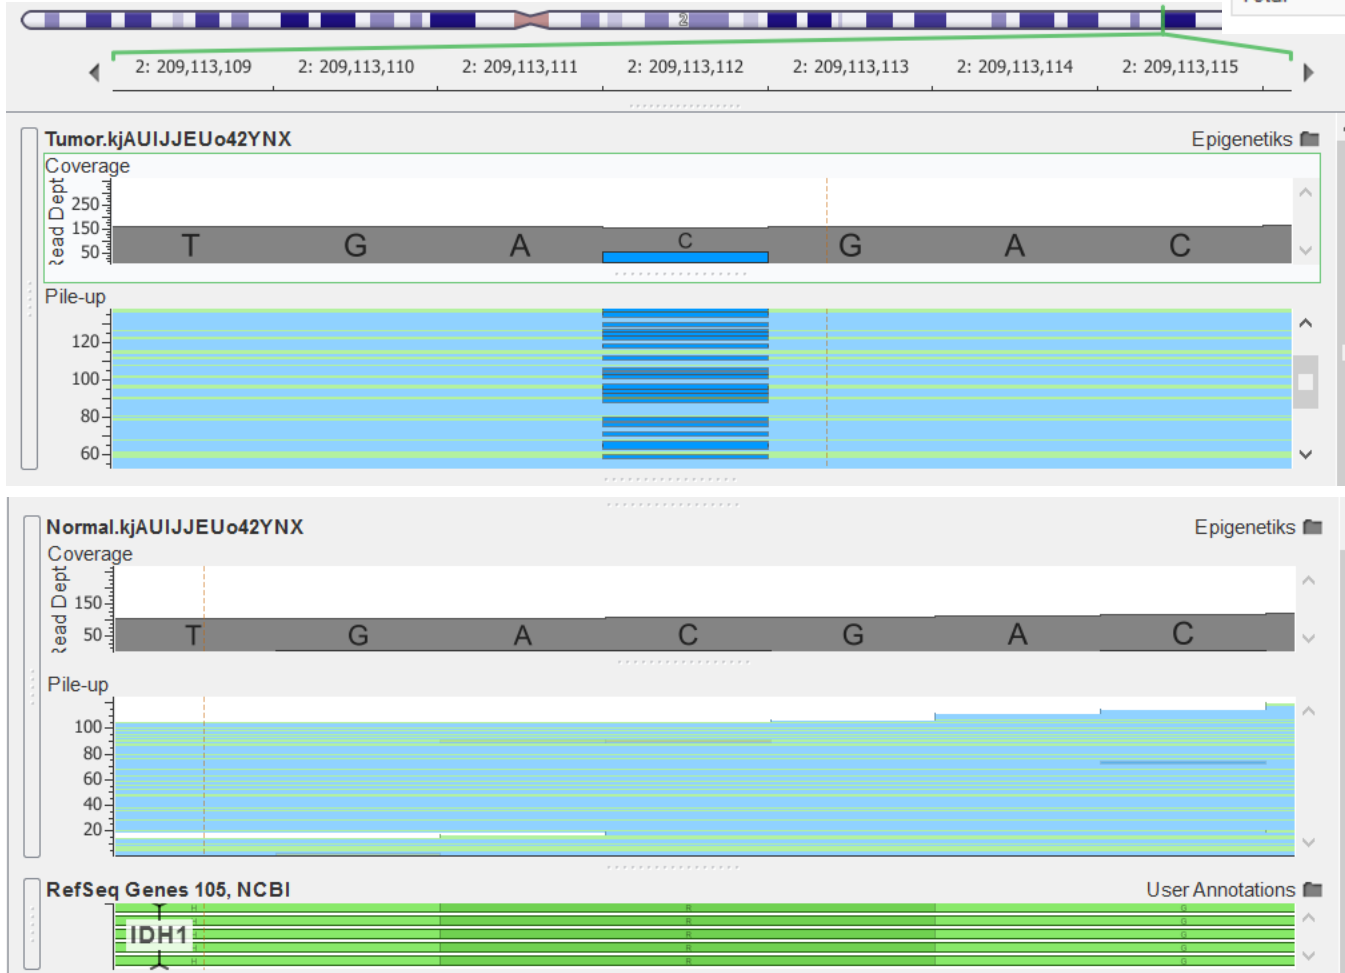 2
2: 209,113,109 2: 209,113,110 2: 209,113,111 2: 209,113,112 2: 209,113,113 2: 209,113,114 2: 209,113,115
Tumor.kjAUIJJEUo42YNX Epigenetiks
Coverage
Read Dept
250
150
50
T G A C G A C
Pile-up
120
100
80
60
Normal.kjAUIJJEUo42YNX Epigenetiks
Coverage
Read Dept
150
50
T G A C G A C
Pile-up
100
80
60
40
20
RefSeq Genes 105, NCBI User Annotations
H R G
R G
IDH1 R G
R G
H R G